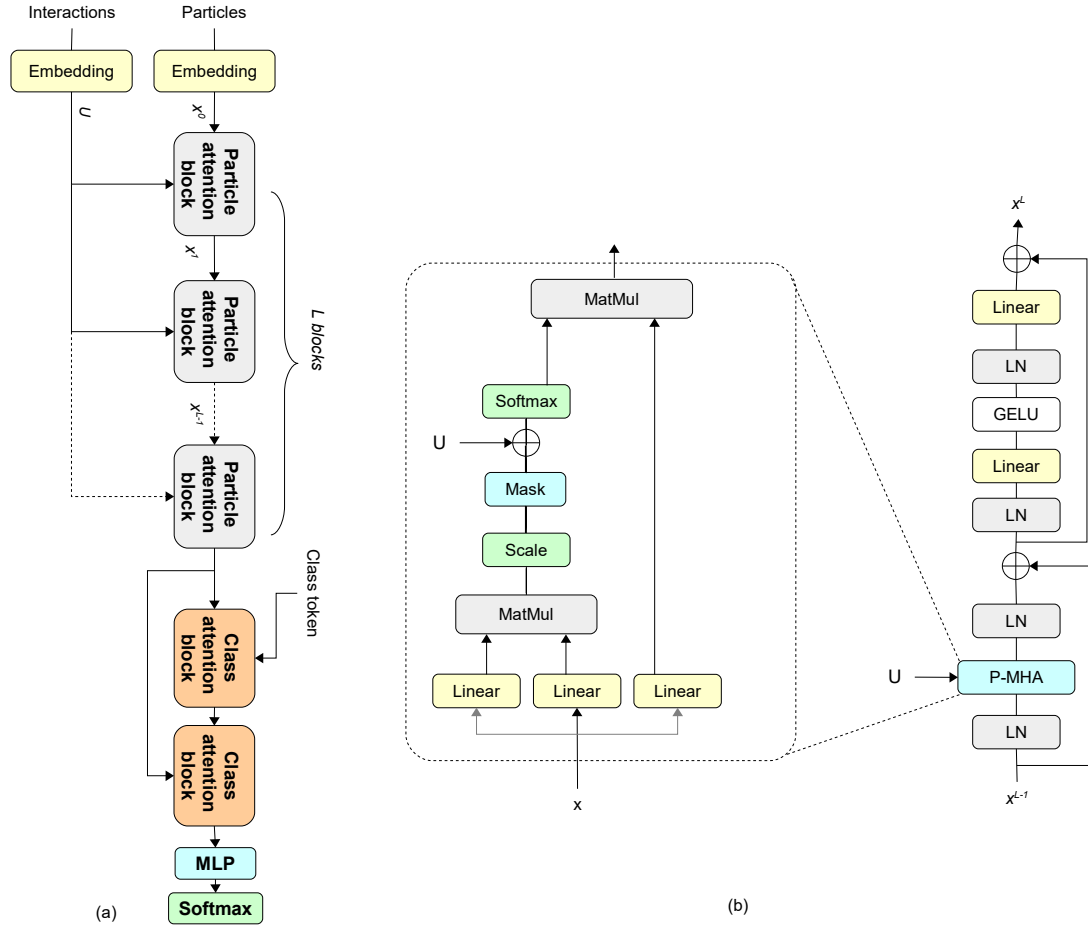 Interactions
Particles
Embedding
Embedding
U
x⁰
Particle
attention
block
x¹
Particle
attention
block
L blocks
x^{L-1}
Particle
attention
block
Class token
Class
attention
block
Class
attention
block
MLP
Softmax
(a)
MatMul
Softmax
U
Mask
Scale
MatMul
Linear
Linear
Linear
x
x^L
Linear
LN
GELU
Linear
LN
LN
U
P-MHA
LN
x^{L-1}
(b)